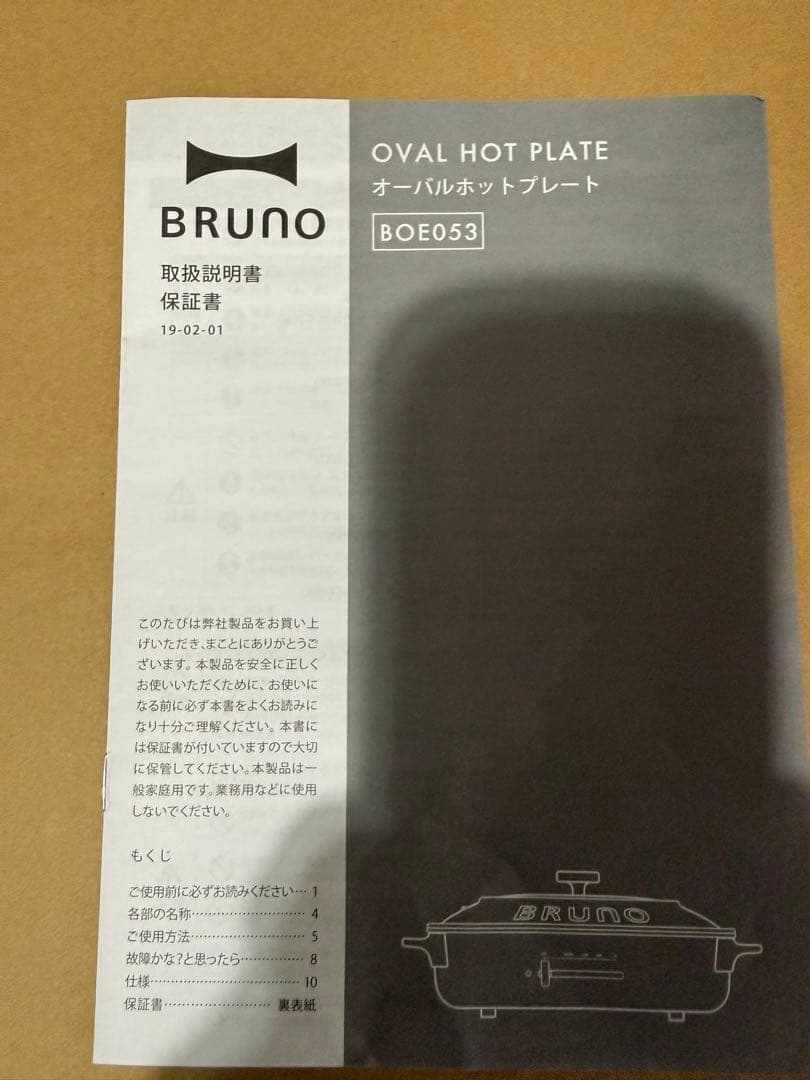 BRUNO
取扱説明書
保証書
19-02-01
OVAL HOT PLATE
オーバルホットプレート
BOE053
このたびは弊社製品をお買い上
げいただき、まことにありがとうご
ざいます。本製品を安全に正しく
お使いいただくために、お使いに
なる前に必ず本書をよくお読みに
なり十分ご理解ください。本書に
は保証書が付いていますので大切
に保管してください。本製品は一
般家庭用です。業務用などに使用
しないでください。
もくじ
ご使用前に必ずお読みください… 1
各部の名称………………………… 4
ご使用方法………………………… 5
故障かな?と思ったら…………… 8
仕様………………………………… 10
保証書…………………… 裏表紙
BRUNO